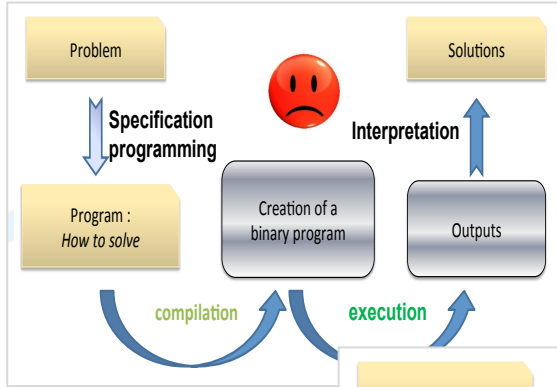 Problem
Solutions
Specification
programming
Interpretation
Program :
How to solve
Creation of a
binary program
Outputs
compilation
execution